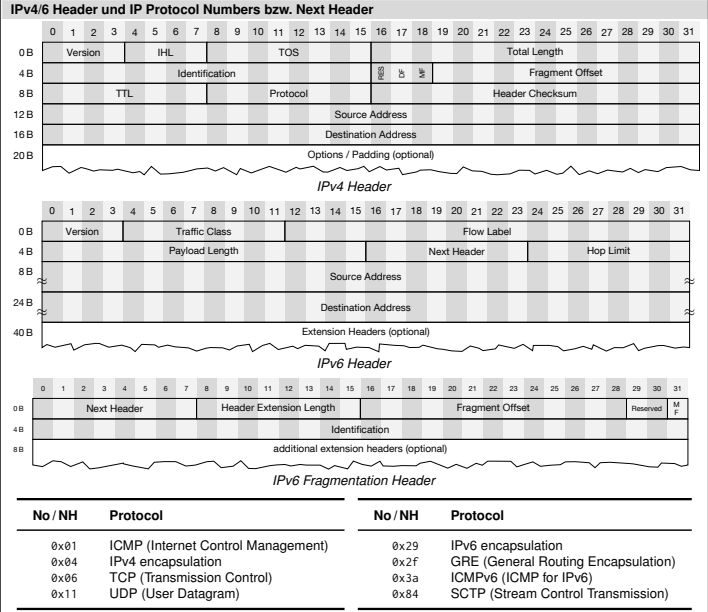 IPv4/6 Header und IP Protocol Numbers bzw. Next Header
0 1 2 3 4 5 6 7 8 9 10 11 12 13 14 15 16 17 18 19 20 21 22 23 24 25 26 27 28 29 30 31
0 B Version IHL TOS Total Length
4 B Identification RES DF MF Fragment Offset
8 B TTL Protocol Header Checksum
12 B Source Address
16 B Destination Address
20 B Options / Padding (optional)
IPv4 Header
0 1 2 3 4 5 6 7 8 9 10 11 12 13 14 15 16 17 18 19 20 21 22 23 24 25 26 27 28 29 30 31
0 B Version Traffic Class Flow Label
4 B Payload Length Next Header Hop Limit
8 B Source Address
24 B Destination Address
40 B Extension Headers (optional)
IPv6 Header
0 1 2 3 4 5 6 7 8 9 10 11 12 13 14 15 16 17 18 19 20 21 22 23 24 25 26 27 28 29 30 31
0 B Next Header Header Extension Length Fragment Offset Reserved MF
4 B Identification
8 B additional extension headers (optional)
IPv6 Fragmentation Header
No / NH Protocol No / NH Protocol
0x01 ICMP (Internet Control Management) 0x29 IPv6 encapsulation
0x04 IPv4 encapsulation 0x2f GRE (General Routing Encapsulation)
0x06 TCP (Transmission Control) 0x3a ICMPv6 (ICMP for IPv6)
0x11 UDP (User Datagram) 0x84 SCTP (Stream Control Transmission)